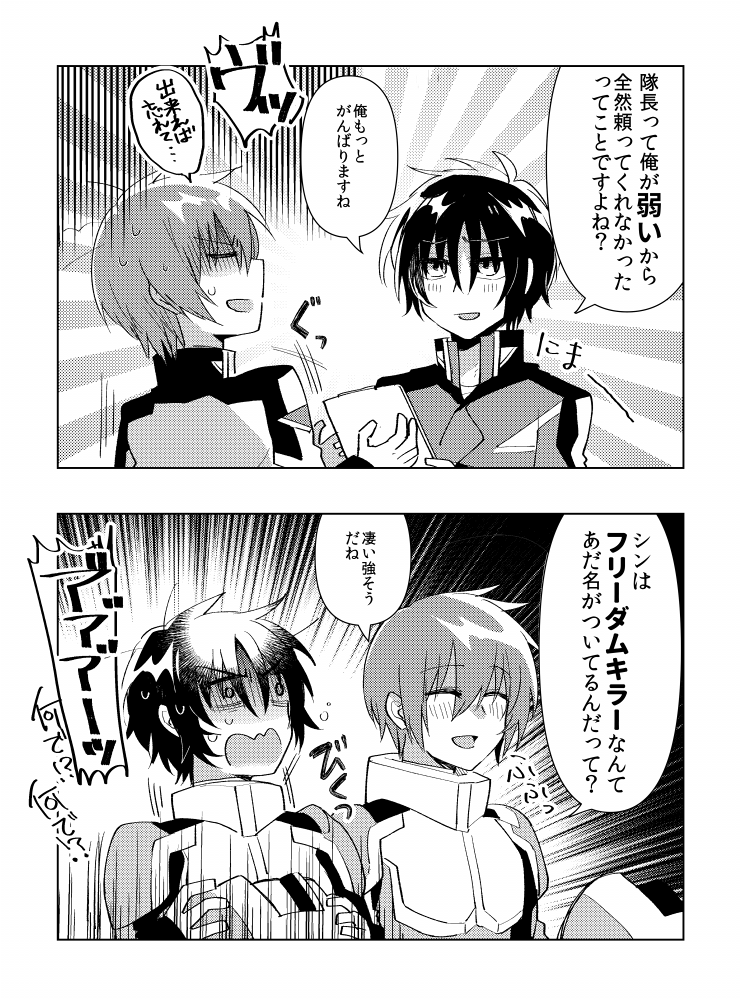 隊長って俺が弱いから
全然頼ってくれなかった
ってことですよね?
にま
俺もっと
がんばりますね
ヴッ
出来れば
忘れて…
ぐっ
シンは
フリーダムキラーなんて
あだ名がついてるんだって?
ふふっ
凄い強そう
だね
びくっ
ア゛ア゛ア゛ーッ
何で!?
何で!?